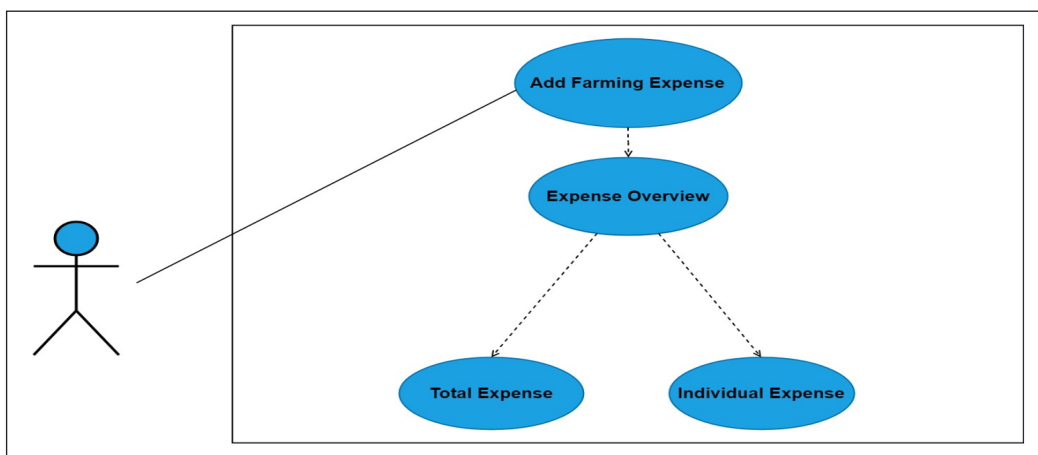 Add Farming Expense
Expense Overview
Total Expense
Individual Expense